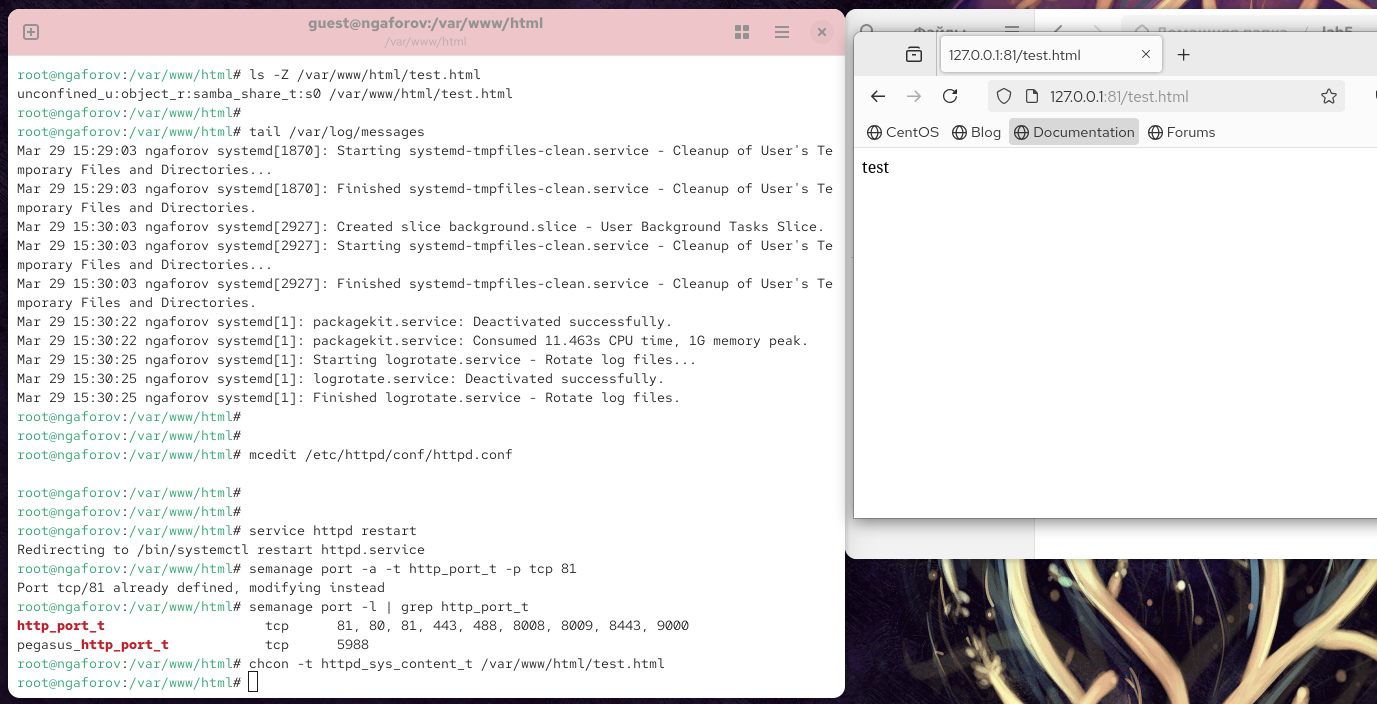 guest@ngaforov:/var/www/html
/var/www/html
root@ngaforov:/var/www/html# ls -Z /var/www/html/test.html
unconfined_u:object_r:samba_share_t:s0 /var/www/html/test.html
root@ngaforov:/var/www/html#
root@ngaforov:/var/www/html# tail /var/log/messages
Mar 29 15:29:03 ngaforov systemd[1870]: Starting systemd-tmpfiles-clean.service - Cleanup of User's Te
mporary Files and Directories...
Mar 29 15:29:03 ngaforov systemd[1870]: Finished systemd-tmpfiles-clean.service - Cleanup of User's Te
mporary Files and Directories.
Mar 29 15:30:03 ngaforov systemd[2927]: Created slice background.slice - User Background Tasks Slice.
Mar 29 15:30:03 ngaforov systemd[2927]: Starting systemd-tmpfiles-clean.service - Cleanup of User's Te
mporary Files and Directories...
Mar 29 15:30:03 ngaforov systemd[2927]: Finished systemd-tmpfiles-clean.service - Cleanup of User's Te
mporary Files and Directories.
Mar 29 15:30:22 ngaforov systemd[1]: packagekit.service: Deactivated successfully.
Mar 29 15:30:22 ngaforov systemd[1]: packagekit.service: Consumed 11.463s CPU time, 1G memory peak.
Mar 29 15:30:25 ngaforov systemd[1]: Starting logrotate.service - Rotate log files...
Mar 29 15:30:25 ngaforov systemd[1]: logrotate.service: Deactivated successfully.
Mar 29 15:30:25 ngaforov systemd[1]: Finished logrotate.service - Rotate log files.
root@ngaforov:/var/www/html#
root@ngaforov:/var/www/html#
root@ngaforov:/var/www/html# mcedit /etc/httpd/conf/httpd.conf
root@ngaforov:/var/www/html#
root@ngaforov:/var/www/html#
root@ngaforov:/var/www/html# service httpd restart
Redirecting to /bin/systemctl restart httpd.service
root@ngaforov:/var/www/html# semanage port -a -t http_port_t -p tcp 81
Port tcp/81 already defined, modifying instead
root@ngaforov:/var/www/html# semanage port -l | grep http_port_t
http_port_t tcp 81, 80, 81, 443, 488, 8008, 8009, 8443, 9000
pegasus_http_port_t tcp 5988
root@ngaforov:/var/www/html# chcon -t httpd_sys_content_t /var/www/html/test.html
root@ngaforov:/var/www/html#
127.0.0.1:81/test.html
127.0.0.1:81/test.html
CentOS Blog Documentation Forums
test